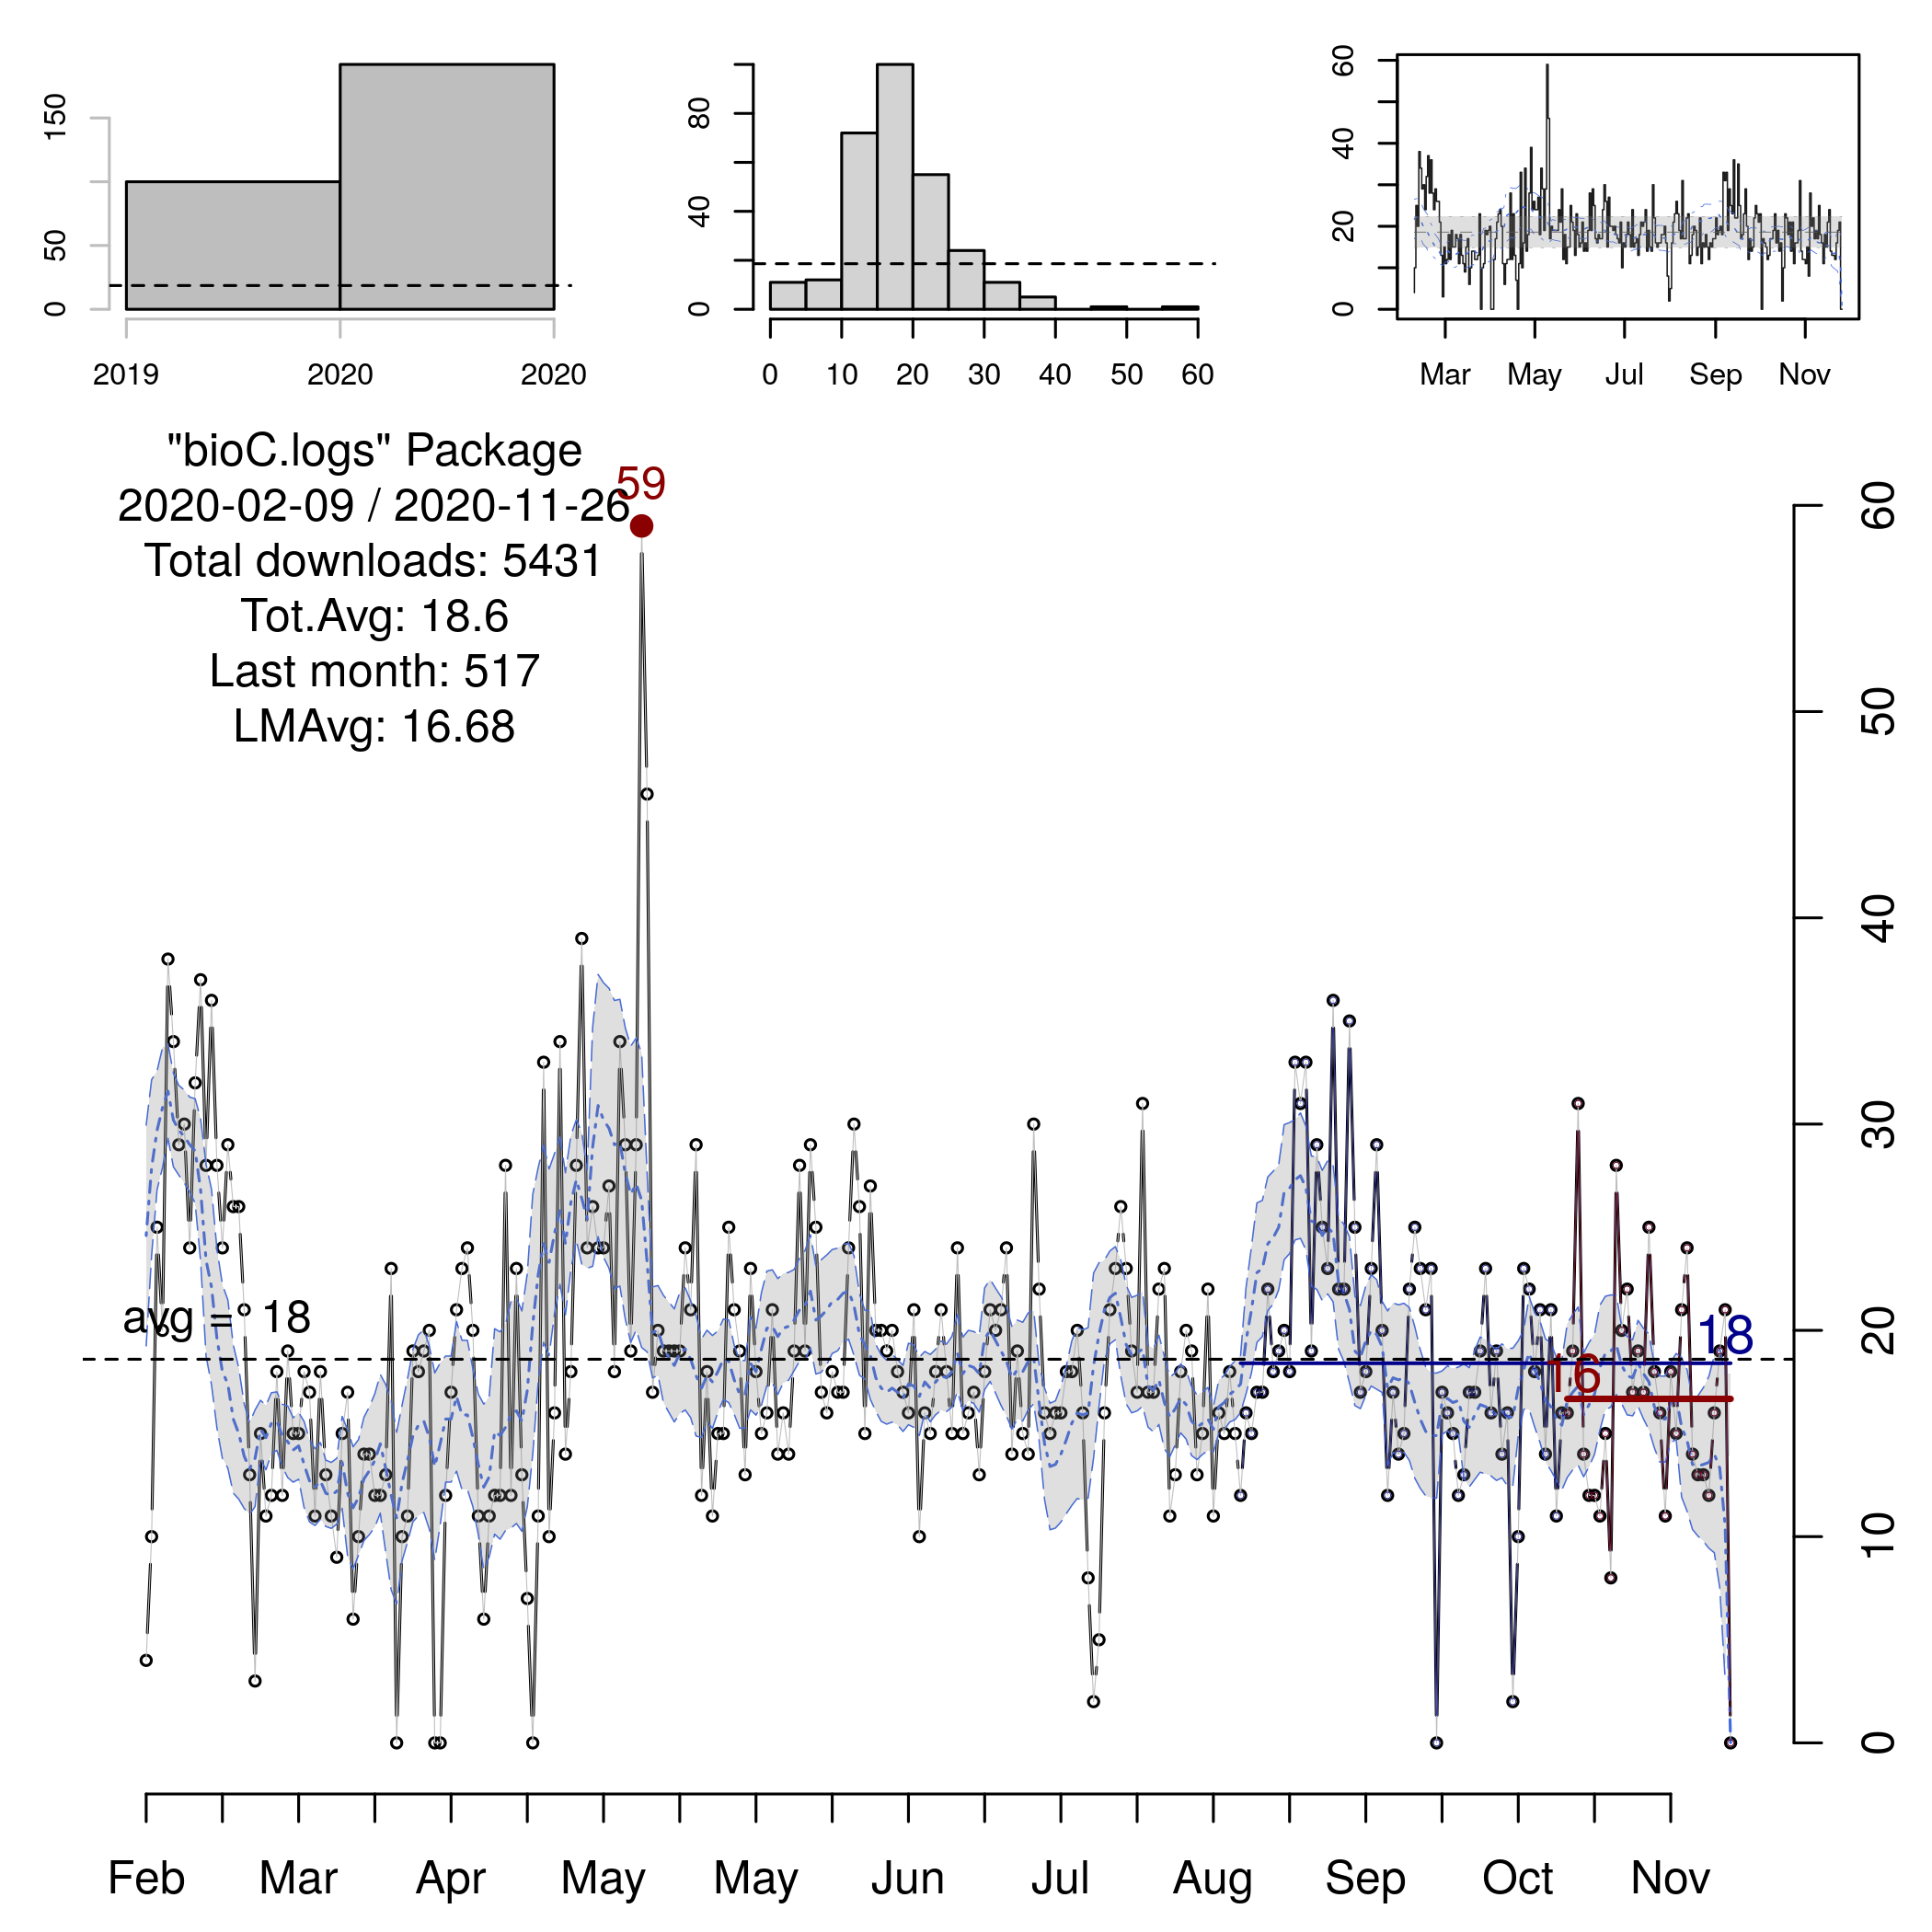 150
50
0
2019 2020 2020
80
40
0
0 10 20 30 40 50 60
60
40
20
0
Mar May Jul Sep Nov
"bioC.logs" Package
2020-02-09 / 2020-11-26
Total downloads: 5431
Tot.Avg: 18.6
Last month: 517
LMAvg: 16.68
59
avg = 18
16
18
60
50
40
30
20
10
0
Feb Mar Apr May May Jun Jul Aug Sep Oct Nov